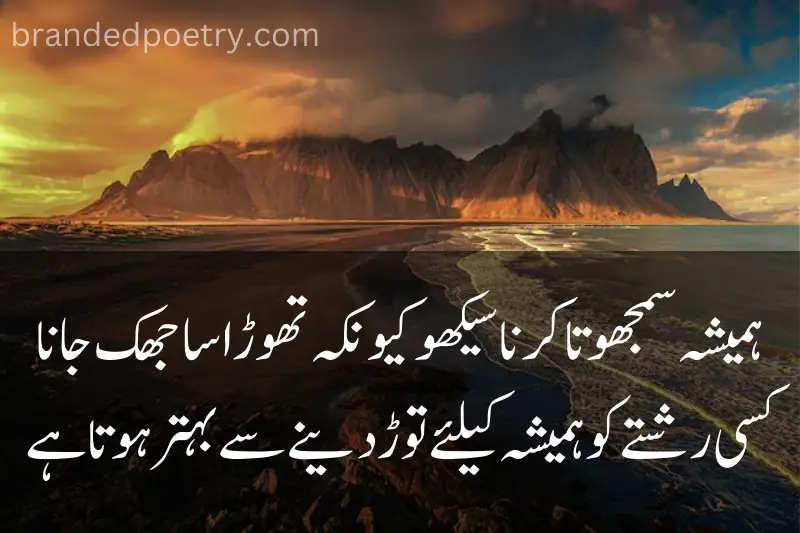 brandedpoetry.com
ہمیشہ سمجھوتا کرنا سیکھو کیونکہ تھوڑا سا جھک جانا
کسی رشتے کو ہمیشہ کیلئے توڑ دینے سے بہتر ہوتا ہے